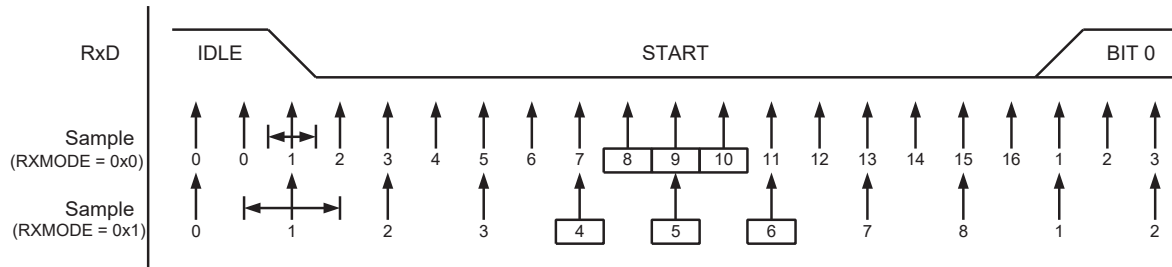 RxD IDLE START BIT 0
Sample
(RXMODE = 0x0)
0 0 1 2 3 4 5 6 7 8 9 10 11 12 13 14 15 16 1 2 3
Sample
(RXMODE = 0x1)
0 1 2 3 4 5 6 7 8 1 2